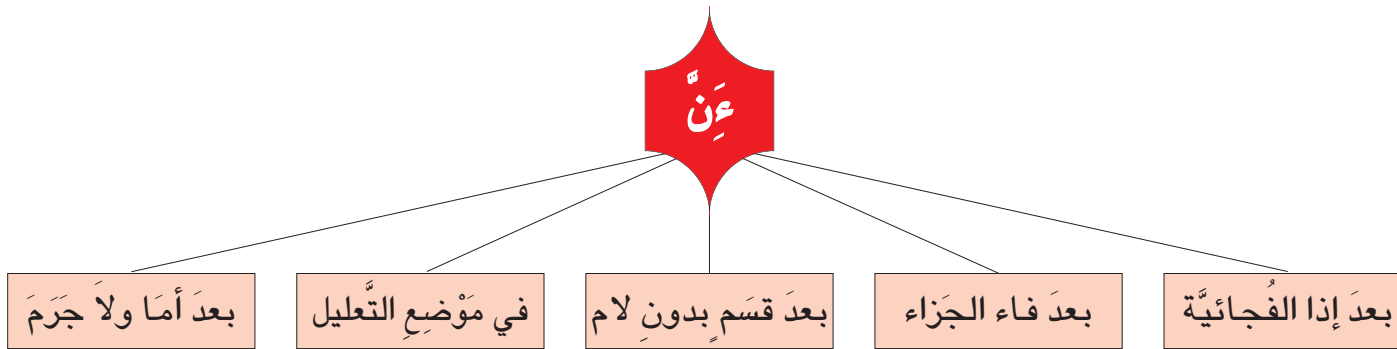 ءَِنَّ
بعدَ إذا الفُجائيَّة
بعدَ فاء الجَزاء
بعدَ قسَمٍ بدونِ لام
في مَوْضِعِ التَّعليل
بعدَ أمَا ولاَ جَرَمَ